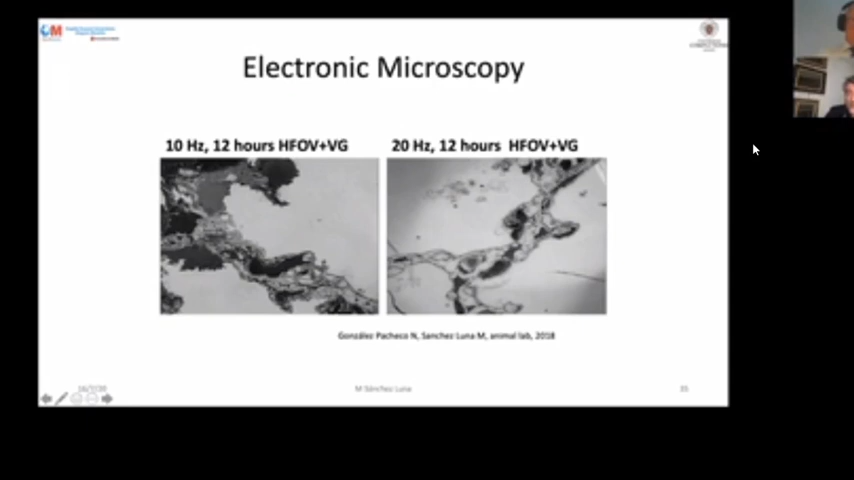 Electronic Microscopy
10 Hz, 12 hours HFOV+VG
20 Hz, 12 hours HFOV+VG
González Pacheco N, Sanchez Luna M, animal lab, 2018
M Sánchez Luna
35